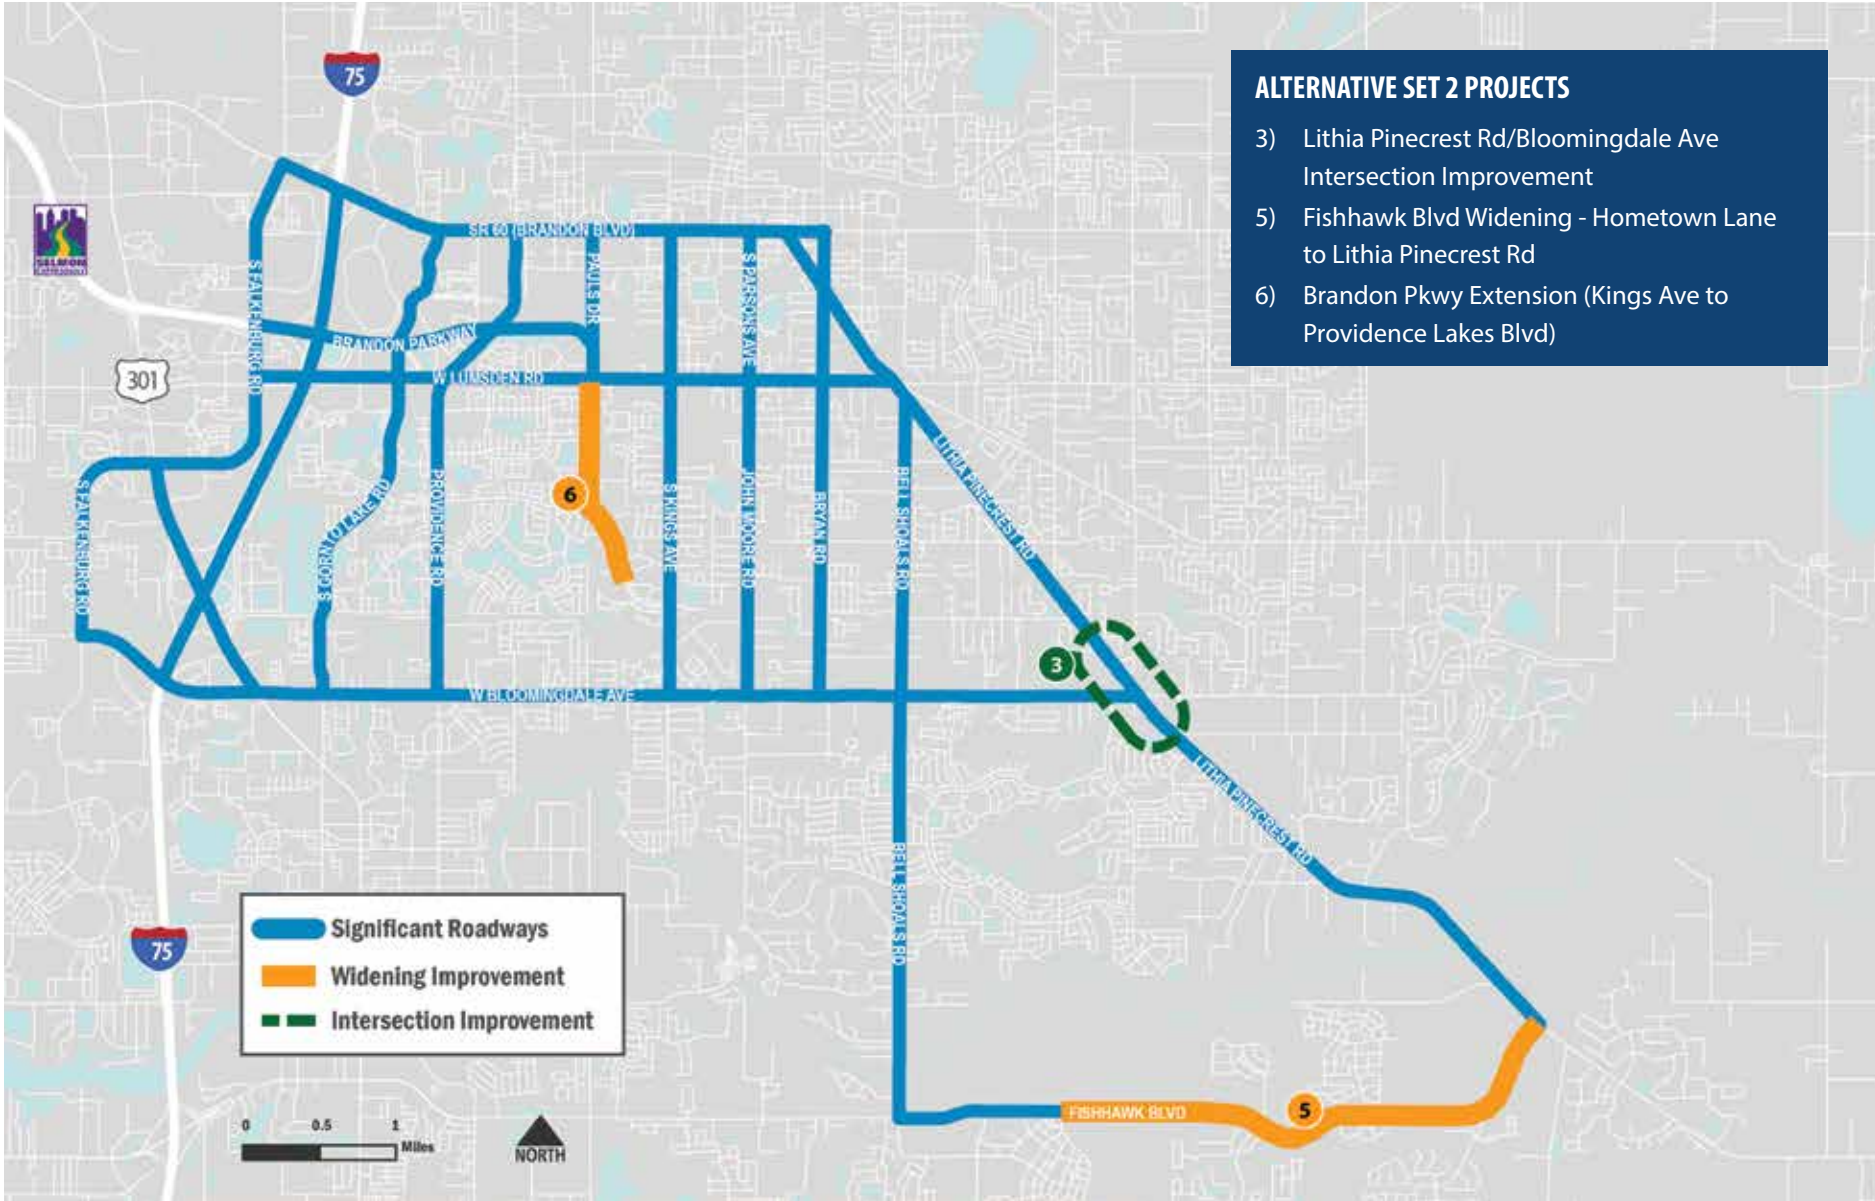 75
ALTERNATIVE SET 2 PROJECTS
3) Lithia Pinecrest Rd/Bloomingdale Ave
Intersection Improvement
5) Fishhawk Blvd Widening - Hometown Lane
to Lithia Pinecrest Rd
6) Brandon Pkwy Extension (Kings Ave to
Providence Lakes Blvd)
SELMON
SR 60 (BRANDON BLVD)
S FALKENBURG RD
PAULS DR
S PARSONS AVE
BRANDON PARKWAY
301
W LUMSDEN RD
LITHIA PINECREST RD
6
S FALKENBURG RD
S GORNTO LAKE RD
PROVIDENCE RD
S KINGS AVE
JOHN MOORE RD
BRYAN RD
BELL SHOALS RD
3
W BLOOMINGDALE AVE
LITHIA PINECREST RD
BELL SHOALS RD
75
Significant Roadways
Widening Improvement
Intersection Improvement
0 0.5 1
Miles
NORTH
FISHHAWK BLVD
5